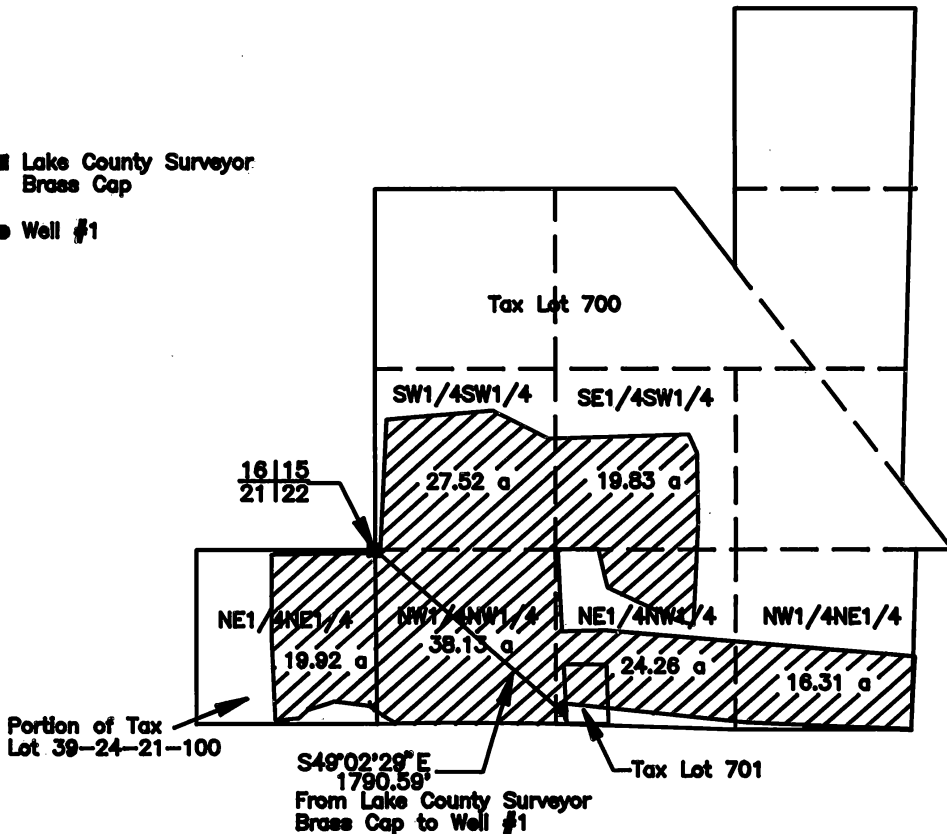 Lake County Surveyor
Brass Cap
Well #1
Tax Lot 700
SW1/4SW1/4
SE1/4SW1/4
16|15
21|22
27.52 a
19.83 a
NE1/4NE1/4
NW1/4NW1/4
NE1/4NW1/4
NW1/4NE1/4
38.13 a
19.92 a
24.26 a
16.31 a
Portion of Tax
Lot 39-24-21-100
S49°02'29"E
1790.59'
From Lake County Surveyor
Brass Cap to Well #1
Tax Lot 701